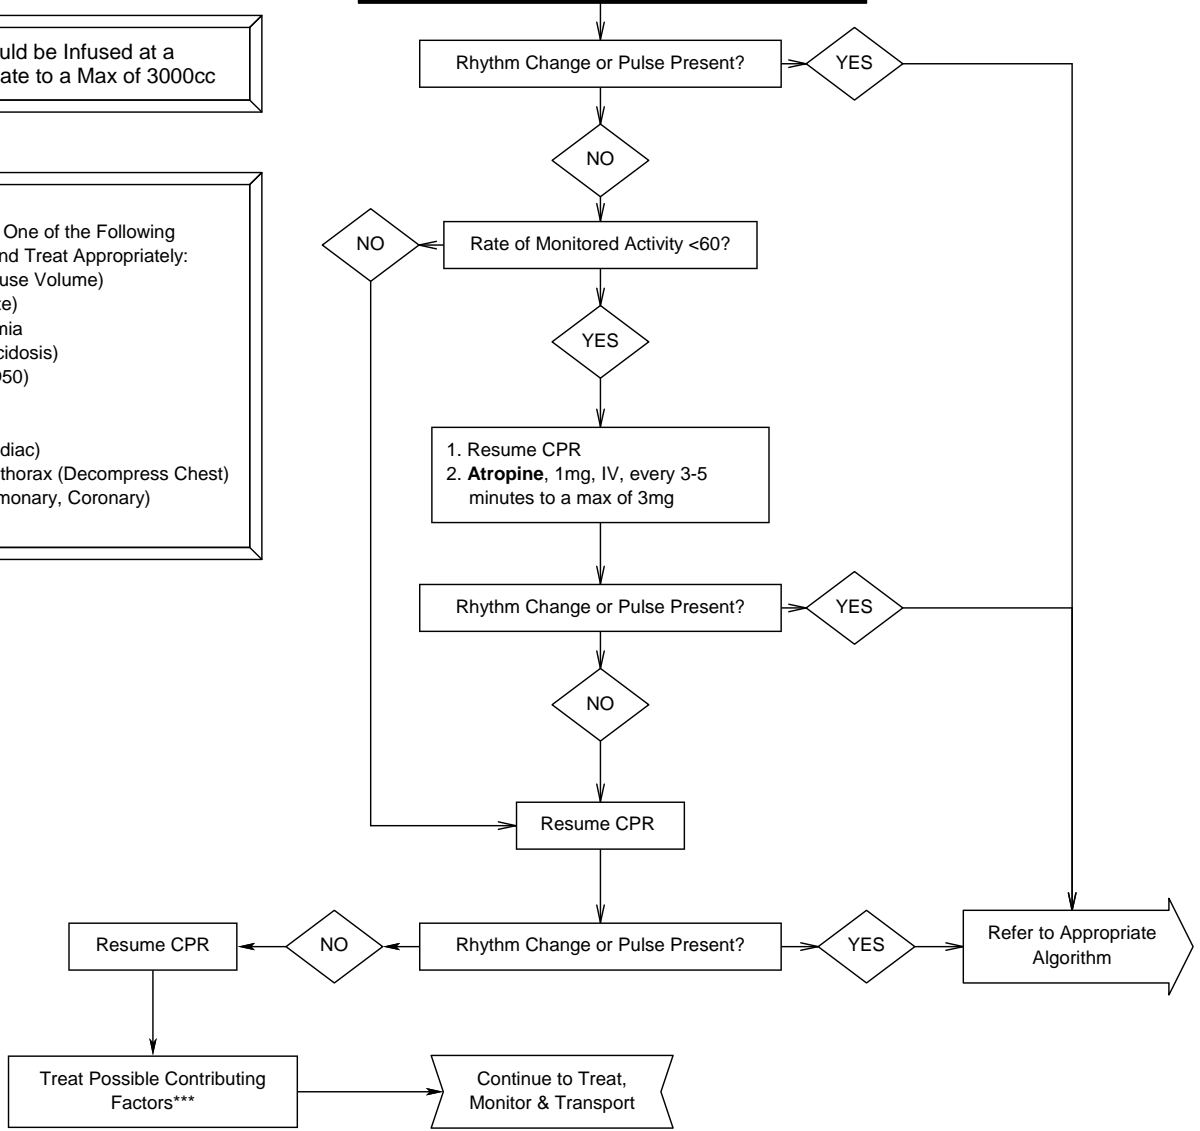 uld be Infused at a
ate to a Max of 3000cc
One of the Following
nd Treat Appropriately:
use Volume)
te)
mia
cidosis)
950)
diac)
thorax (Decompress Chest)
monary, Coronary)
Rhythm Change or Pulse Present?
YES
NO
NO
Rate of Monitored Activity <60?
YES
1. Resume CPR
2. Atropine, 1mg, IV, every 3-5
minutes to a max of 3mg
Rhythm Change or Pulse Present?
YES
NO
Resume CPR
Resume CPR
NO
Rhythm Change or Pulse Present?
YES
Refer to Appropriate
Algorithm
Treat Possible Contributing
Factors***
Continue to Treat,
Monitor & Transport